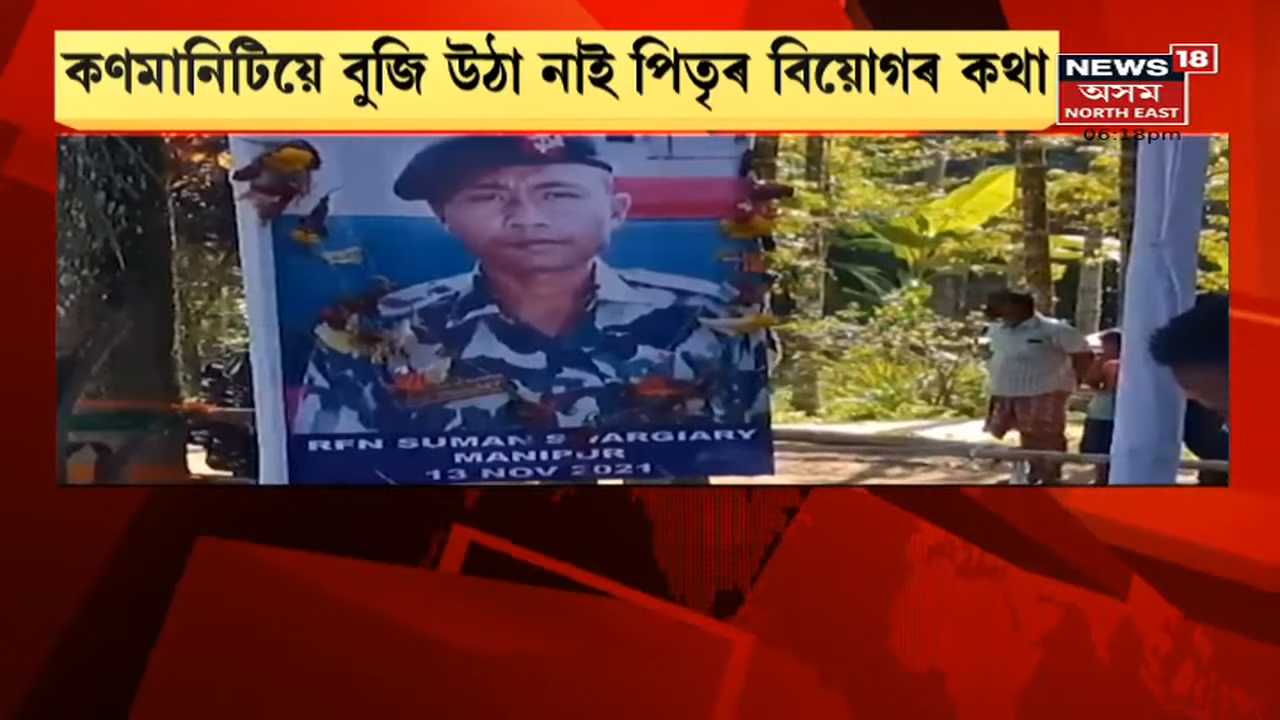 কণমানিটিয়ে বুজি উঠা নাই পিতৃৰ বিয়োগৰ কথা
NEWS 18
অসম
NORTH EAST
06:18pm
RFN SUMAN
MANIPUR
13 NOV 2021